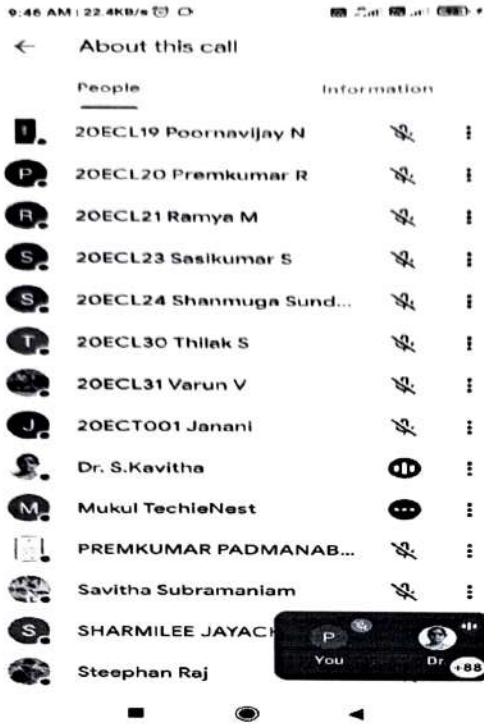 9:46 AM | 22.4KB/s
About this call
People
Information
20ECL19 Poornavijay N
P
20ECL20 Premkumar R
R
20ECL21 Ramya M
S
20ECL23 Sasikumar S
S
20ECL24 Shanmuga Sund...
T
20ECL30 Thilak S
20ECL31 Varun V
J
20ECT001 Janani
Dr. S.Kavitha
M
Mukul TechieNest
PREMKUMAR PADMANAB...
Savitha Subramaniam
S
SHARMILEE JAYACH
P
You
Dr
+88
Steephan Raj